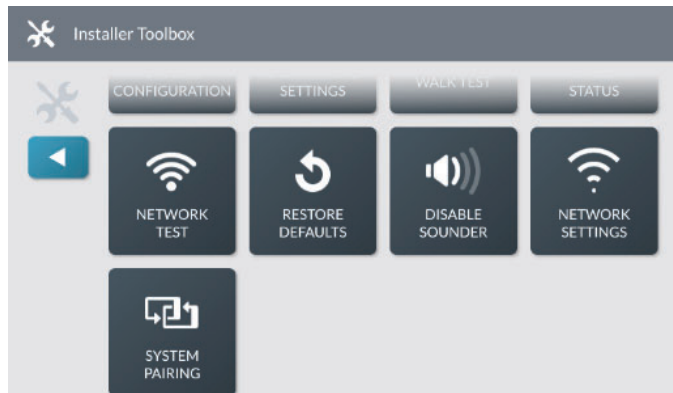 Installer Toolbox
CONFIGURATION
SETTINGS
WALK TEST
STATUS
NETWORK
TEST
RESTORE
DEFAULTS
DISABLE
SOUNDER
NETWORK
SETTINGS
SYSTEM
PAIRING